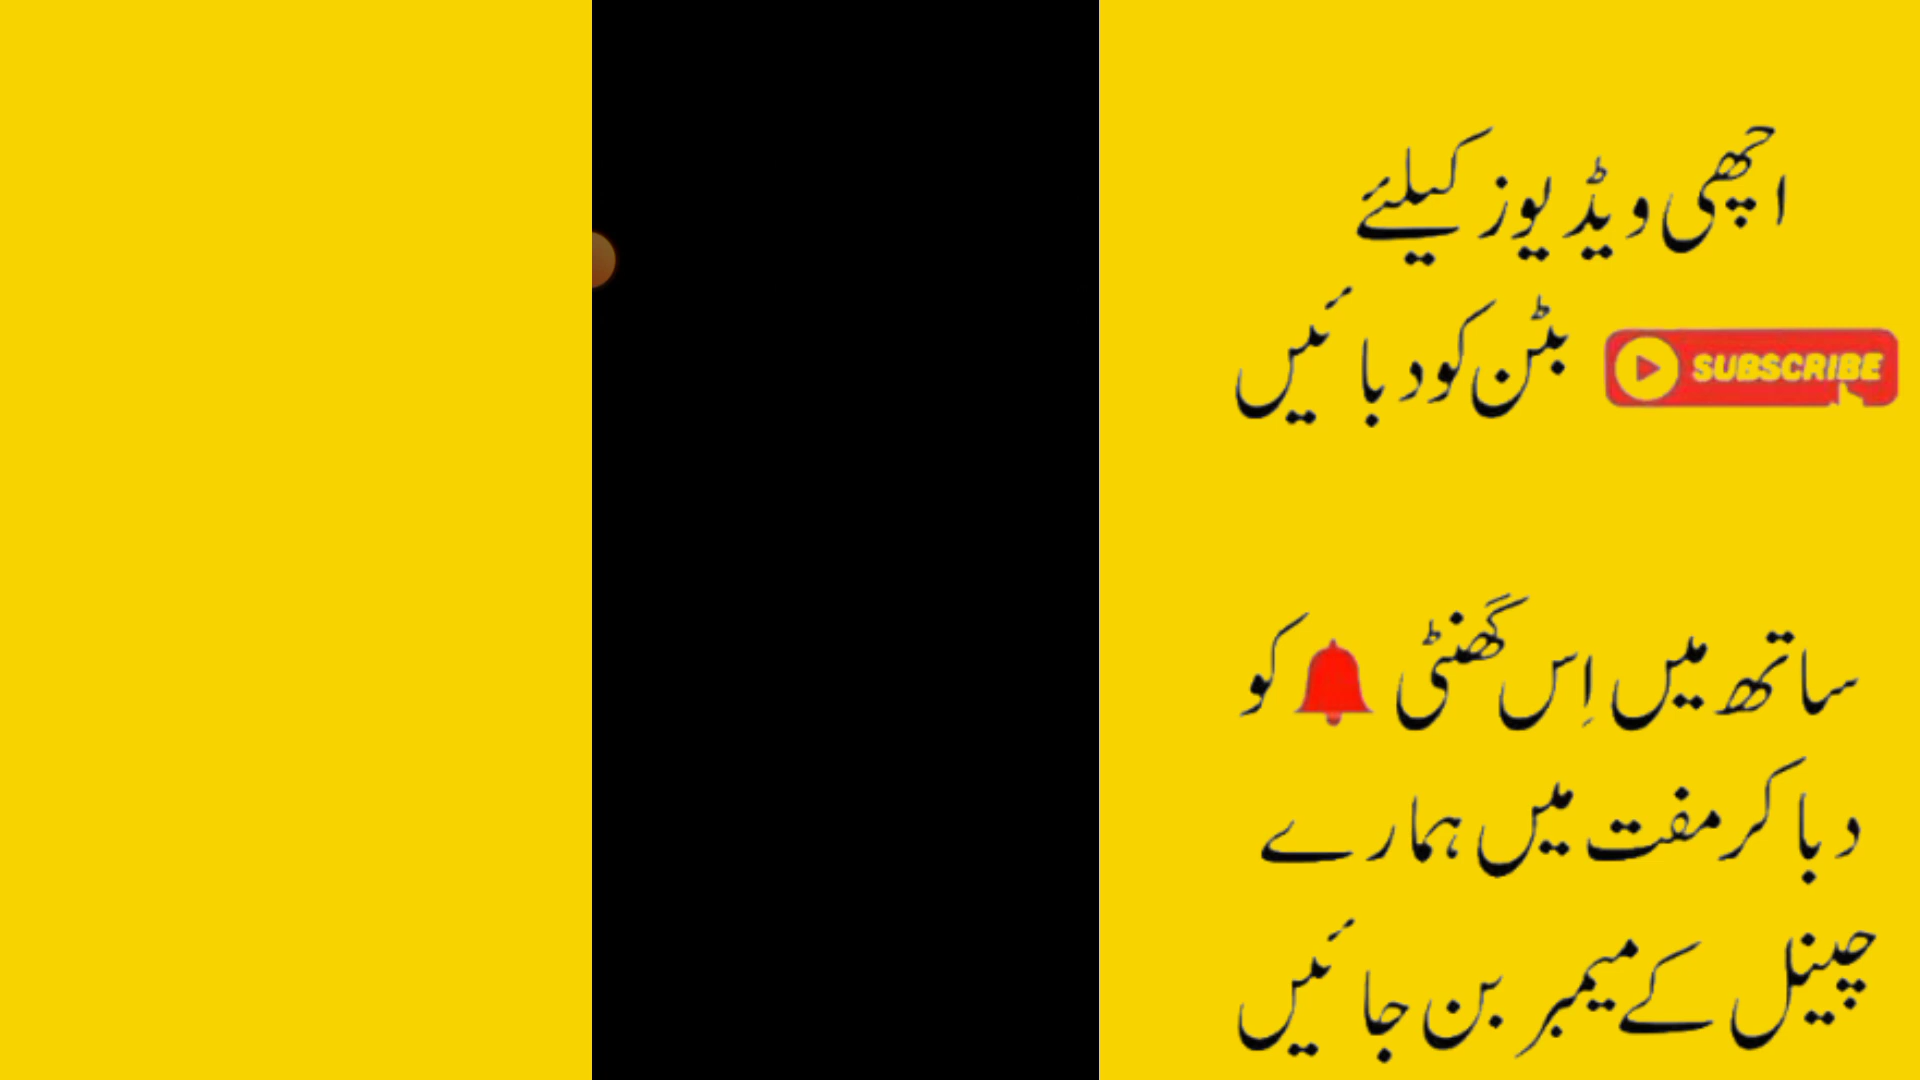 اچھی ویڈیوز کیلئے
SUBSCRIBE بٹن کو دبائیں
ساتھ میں اِس گھنٹی کو
دبا کر مفت میں ہمارے
چینل کے میمبر بن جائیں